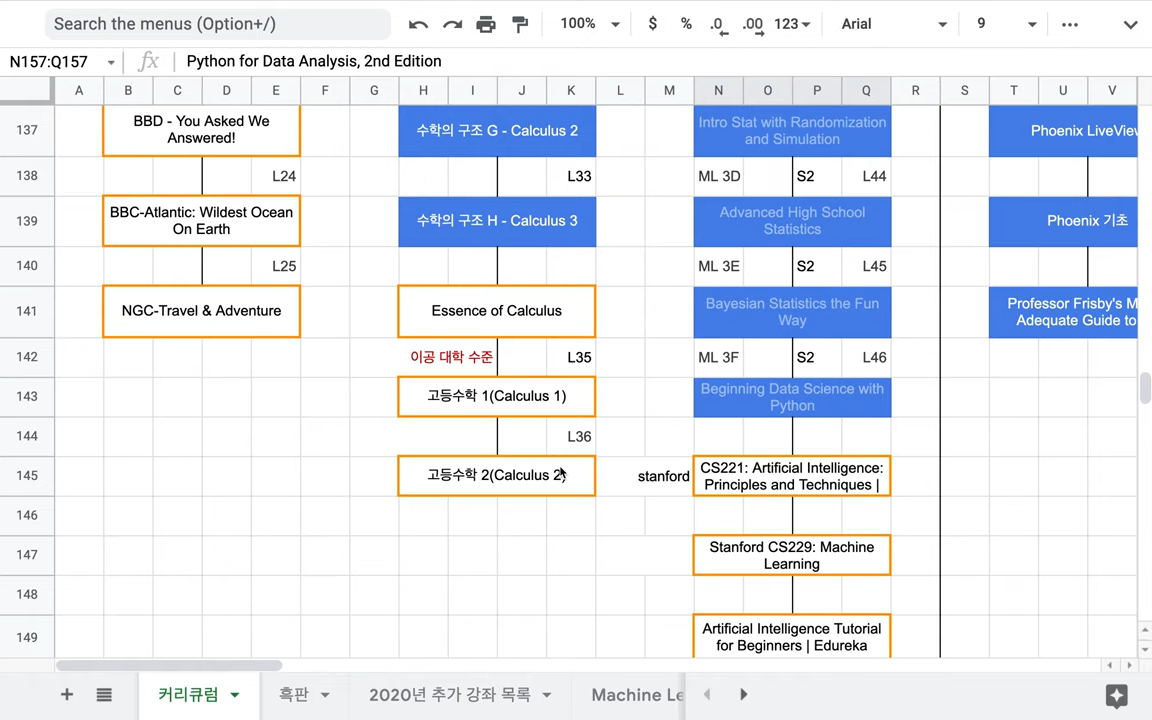 Search the menus (Option+/)
100%
$
%
.0
.00
123
Arial
9
N157:Q157
fx
Python for Data Analysis, 2nd Edition
A B C D E F G H I J K L M N O P Q R S T U V
137
BBD - You Asked We
Answered!
수학의 구조 G - Calculus 2
Intro Stat with Randomization
and Simulation
Phoenix LiveView
138
L24
L33
ML 3D
S2
L44
139
BBC-Atlantic: Wildest Ocean
On Earth
수학의 구조 H - Calculus 3
Advanced High School
Statistics
Phoenix 기초
140
L25
ML 3E
S2
L45
141
NGC-Travel & Adventure
Essence of Calculus
Bayesian Statistics the Fun
Way
Professor Frisby's M
Adequate Guide to
142
이공 대학 수준
L35
ML 3F
S2
L46
143
고등수학 1(Calculus 1)
Beginning Data Science with
Python
144
L36
145
고등수학 2(Calculus 2)
stanford
CS221: Artificial Intelligence:
Principles and Techniques |
146
147
Stanford CS229: Machine
Learning
148
149
Artificial Intelligence Tutorial
for Beginners | Edureka
커리큐럼
흑판
2020년 추가 강좌 목록
Machine Le